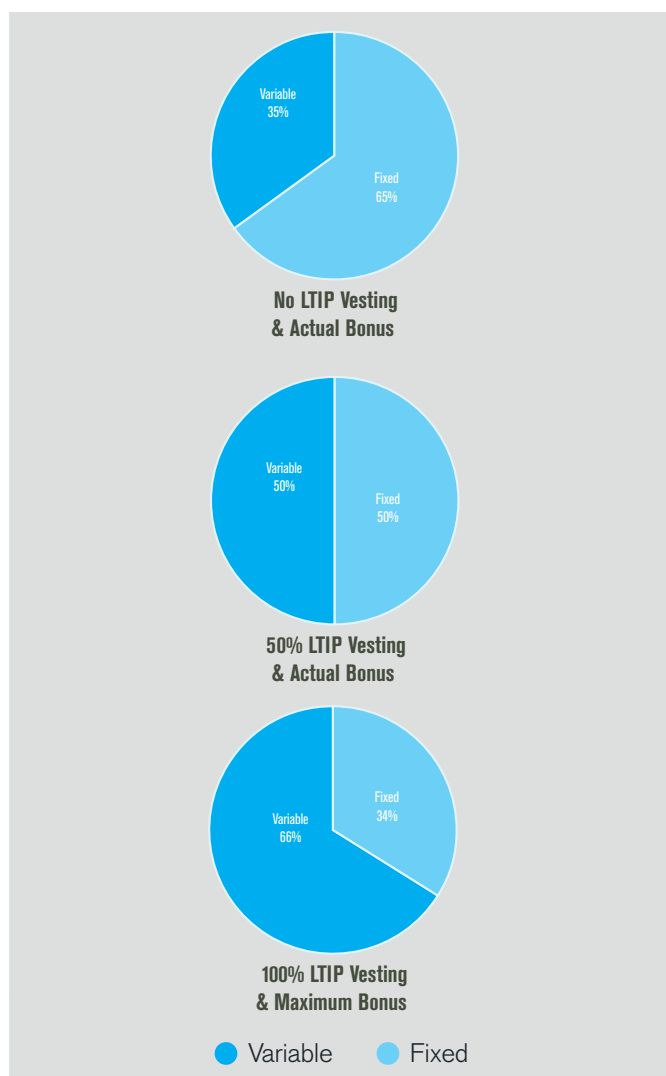 Variable
35%
Fixed
65%
No LTIP Vesting
& Actual Bonus
Variable
50%
Fixed
50%
50% LTIP Vesting
& Actual Bonus
Fixed
34%
Variable
66%
100% LTIP Vesting
& Maximum Bonus
Variable Fixed